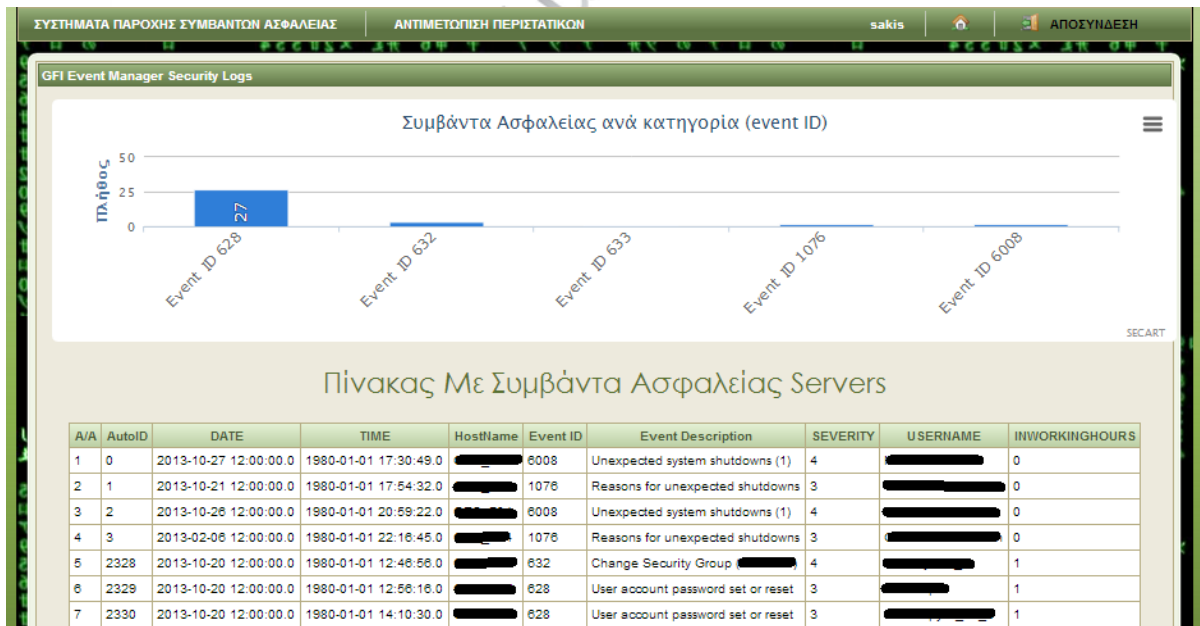 ΣΥΣΤΗΜΑΤΑ ΠΑΡΟΧΗΣ ΣΥΜΒΑΝΤΩΝ ΑΣΦΑΛΕΙΑΣ ΑΝΤΙΜΕΤΩΠΙΣΗ ΠΕΡΙΣΤΑΤΙΚΩΝ sakis ΑΠΟΣΥΝΔΕΣΗ
GFI Event Manager Security Logs
Συμβάντα Ασφαλείας ανά κατηγορία (event ID)
Πλήθος
50
25
0
27
Event ID 628 Event ID 632 Event ID 633 Event ID 1076 Event ID 6008
SECART
Πίνακας Με Συμβάντα Ασφαλείας Servers
A/A AutoID DATE TIME HostName Event ID Event Description SEVERITY USERNAME INWORKINGHOURS
1 0 2013-10-27 12:00:00.0 1980-01-01 17:30:49.0 6008 Unexpected system shutdowns (1) 4 0
2 1 2013-10-21 12:00:00.0 1980-01-01 17:54:32.0 1076 Reasons for unexpected shutdowns 3 0
3 2 2013-10-26 12:00:00.0 1980-01-01 20:59:22.0 6008 Unexpected system shutdowns (1) 4 0
4 3 2013-02-06 12:00:00.0 1980-01-01 22:16:45.0 1076 Reasons for unexpected shutdowns 3 0
5 2328 2013-10-20 12:00:00.0 1980-01-01 12:46:56.0 632 Change Security Group ( ) 4 1
6 2329 2013-10-20 12:00:00.0 1980-01-01 12:56:16.0 628 User account password set or reset 3 1
7 2330 2013-10-20 12:00:00.0 1980-01-01 14:10:30.0 628 User account password set or reset 3 1